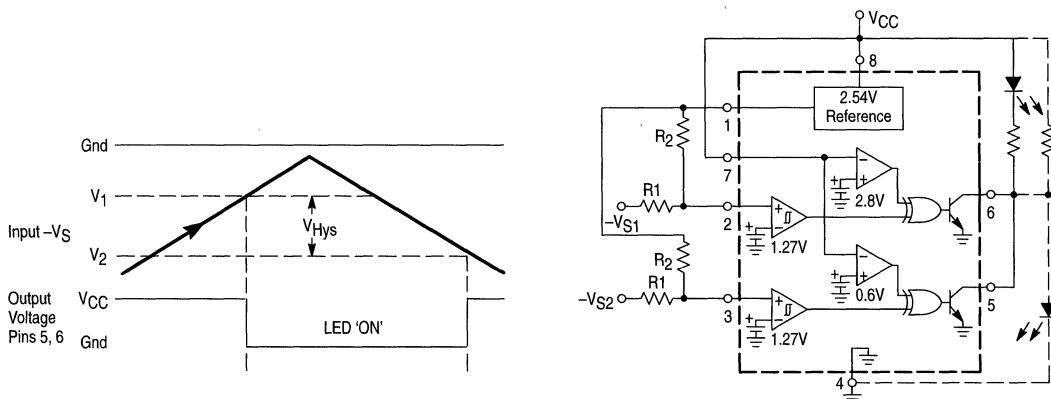 Gnd
V1
Input –VS
VHys
V2
Output
Voltage
Pins 5, 6
VCC
LED 'ON'
Gnd
VCC
8
2.54V
Reference
1
R2
7
2.8V
6
R1
–VS1
2
1.27V
R2
0.6V
5
R1
–VS2
3
1.27V
4
+
–
+
–
+
–
+
–